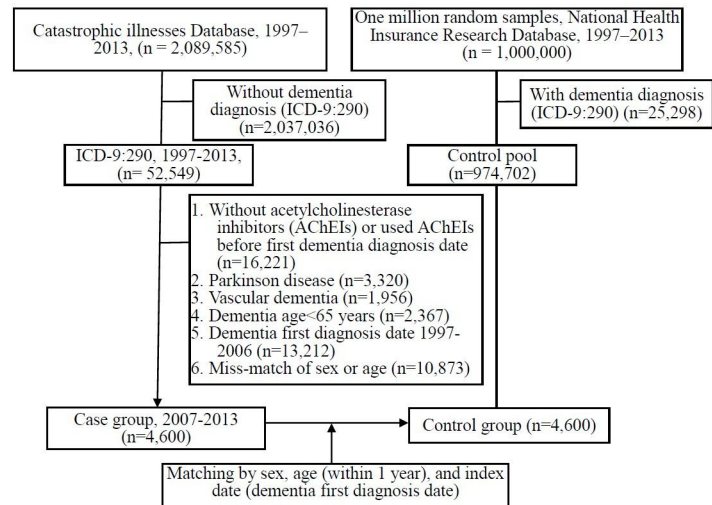 Catastrophic illnesses Database, 1997–
2013, (n = 2,089,585)
One million random samples, National Health
Insurance Research Database, 1997–2013
(n = 1,000,000)
Without dementia
diagnosis (ICD-9:290)
(n=2,037,036)
With dementia diagnosis
(ICD-9:290) (n=25,298)
ICD-9:290, 1997-2013,
(n= 52,549)
Control pool
(n=974,702)
1. Without acetylcholinesterase
inhibitors (AChEIs) or used AChEIs
before first dementia diagnosis date
(n=16,221)
2. Parkinson disease (n=3,320)
3. Vascular dementia (n=1,956)
4. Dementia age<65 years (n=2,367)
5. Dementia first diagnosis date 1997-
2006 (n=13,212)
6. Miss-match of sex or age (n=10,873)
Case group, 2007-2013
(n=4,600)
Control group (n=4,600)
Matching by sex, age (within 1 year), and index
date (dementia first diagnosis date)